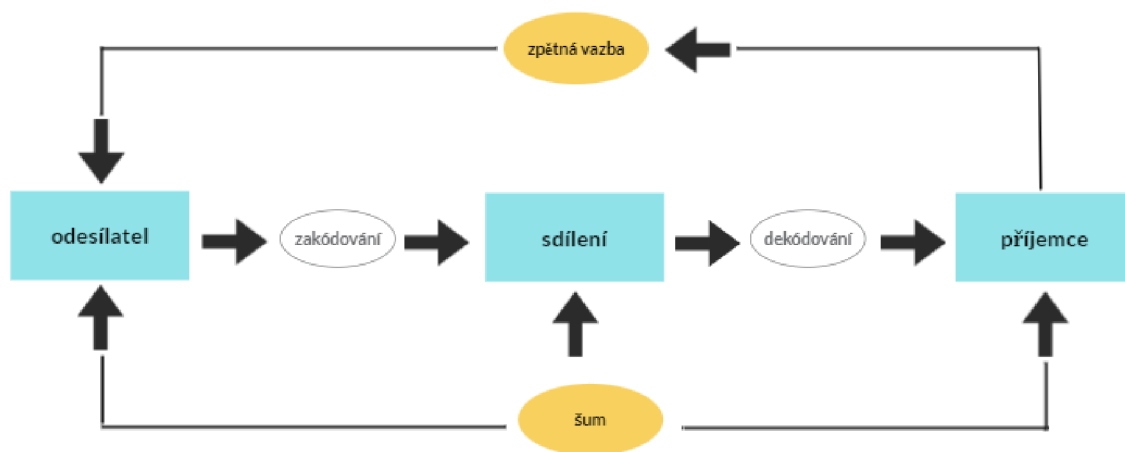 zpětná vazba
odesílatel
zakódování
sdílení
dekódování
příjemce
šum